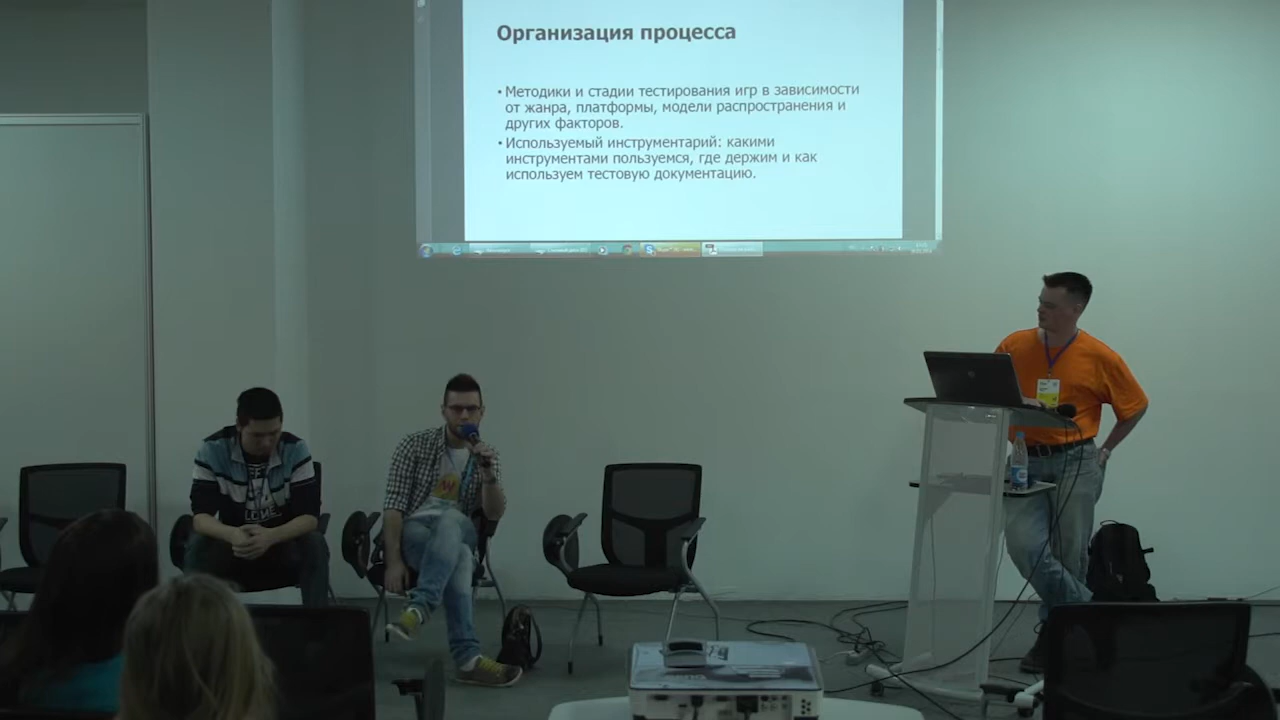 Организация процесса
• Методики и стадии тестирования игр в зависимости
от жанра, платформы, модели распространения и
других факторов.
• Используемый инструментарий: какими
инструментами пользуемся, где держим и как
используем тестовую документацию.